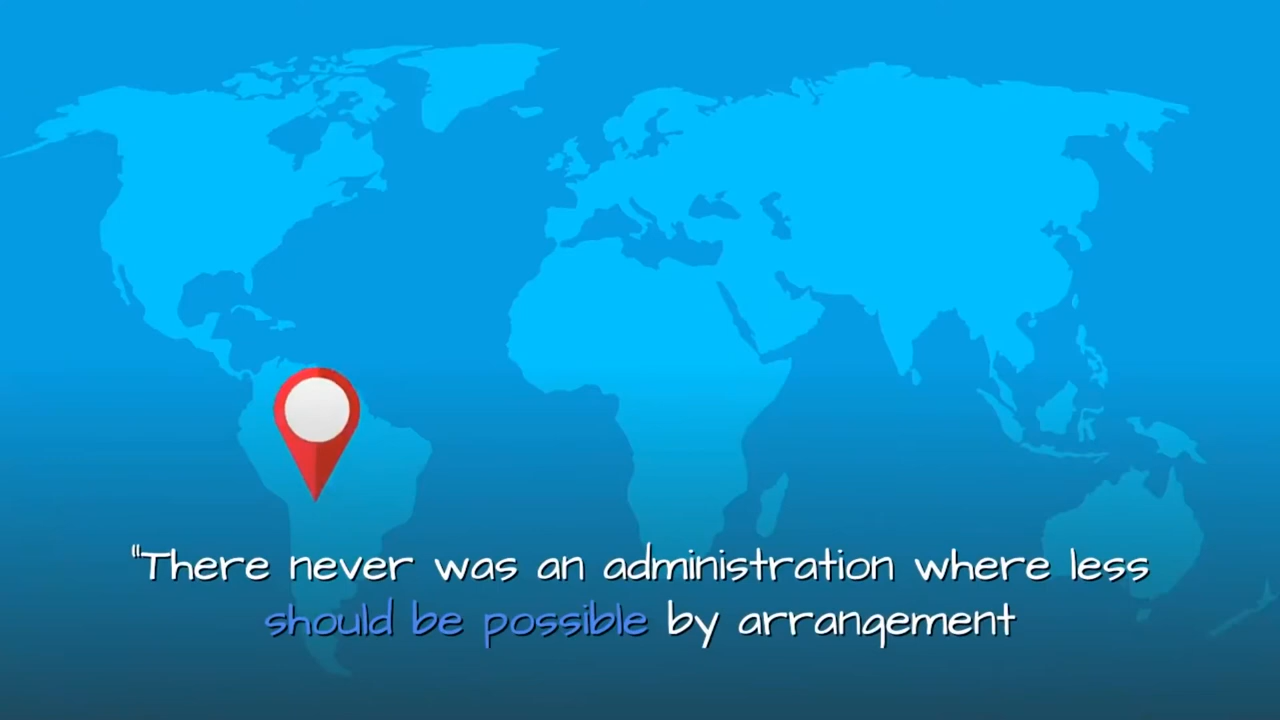 "There never was an administration where less
should be possible by arrangement